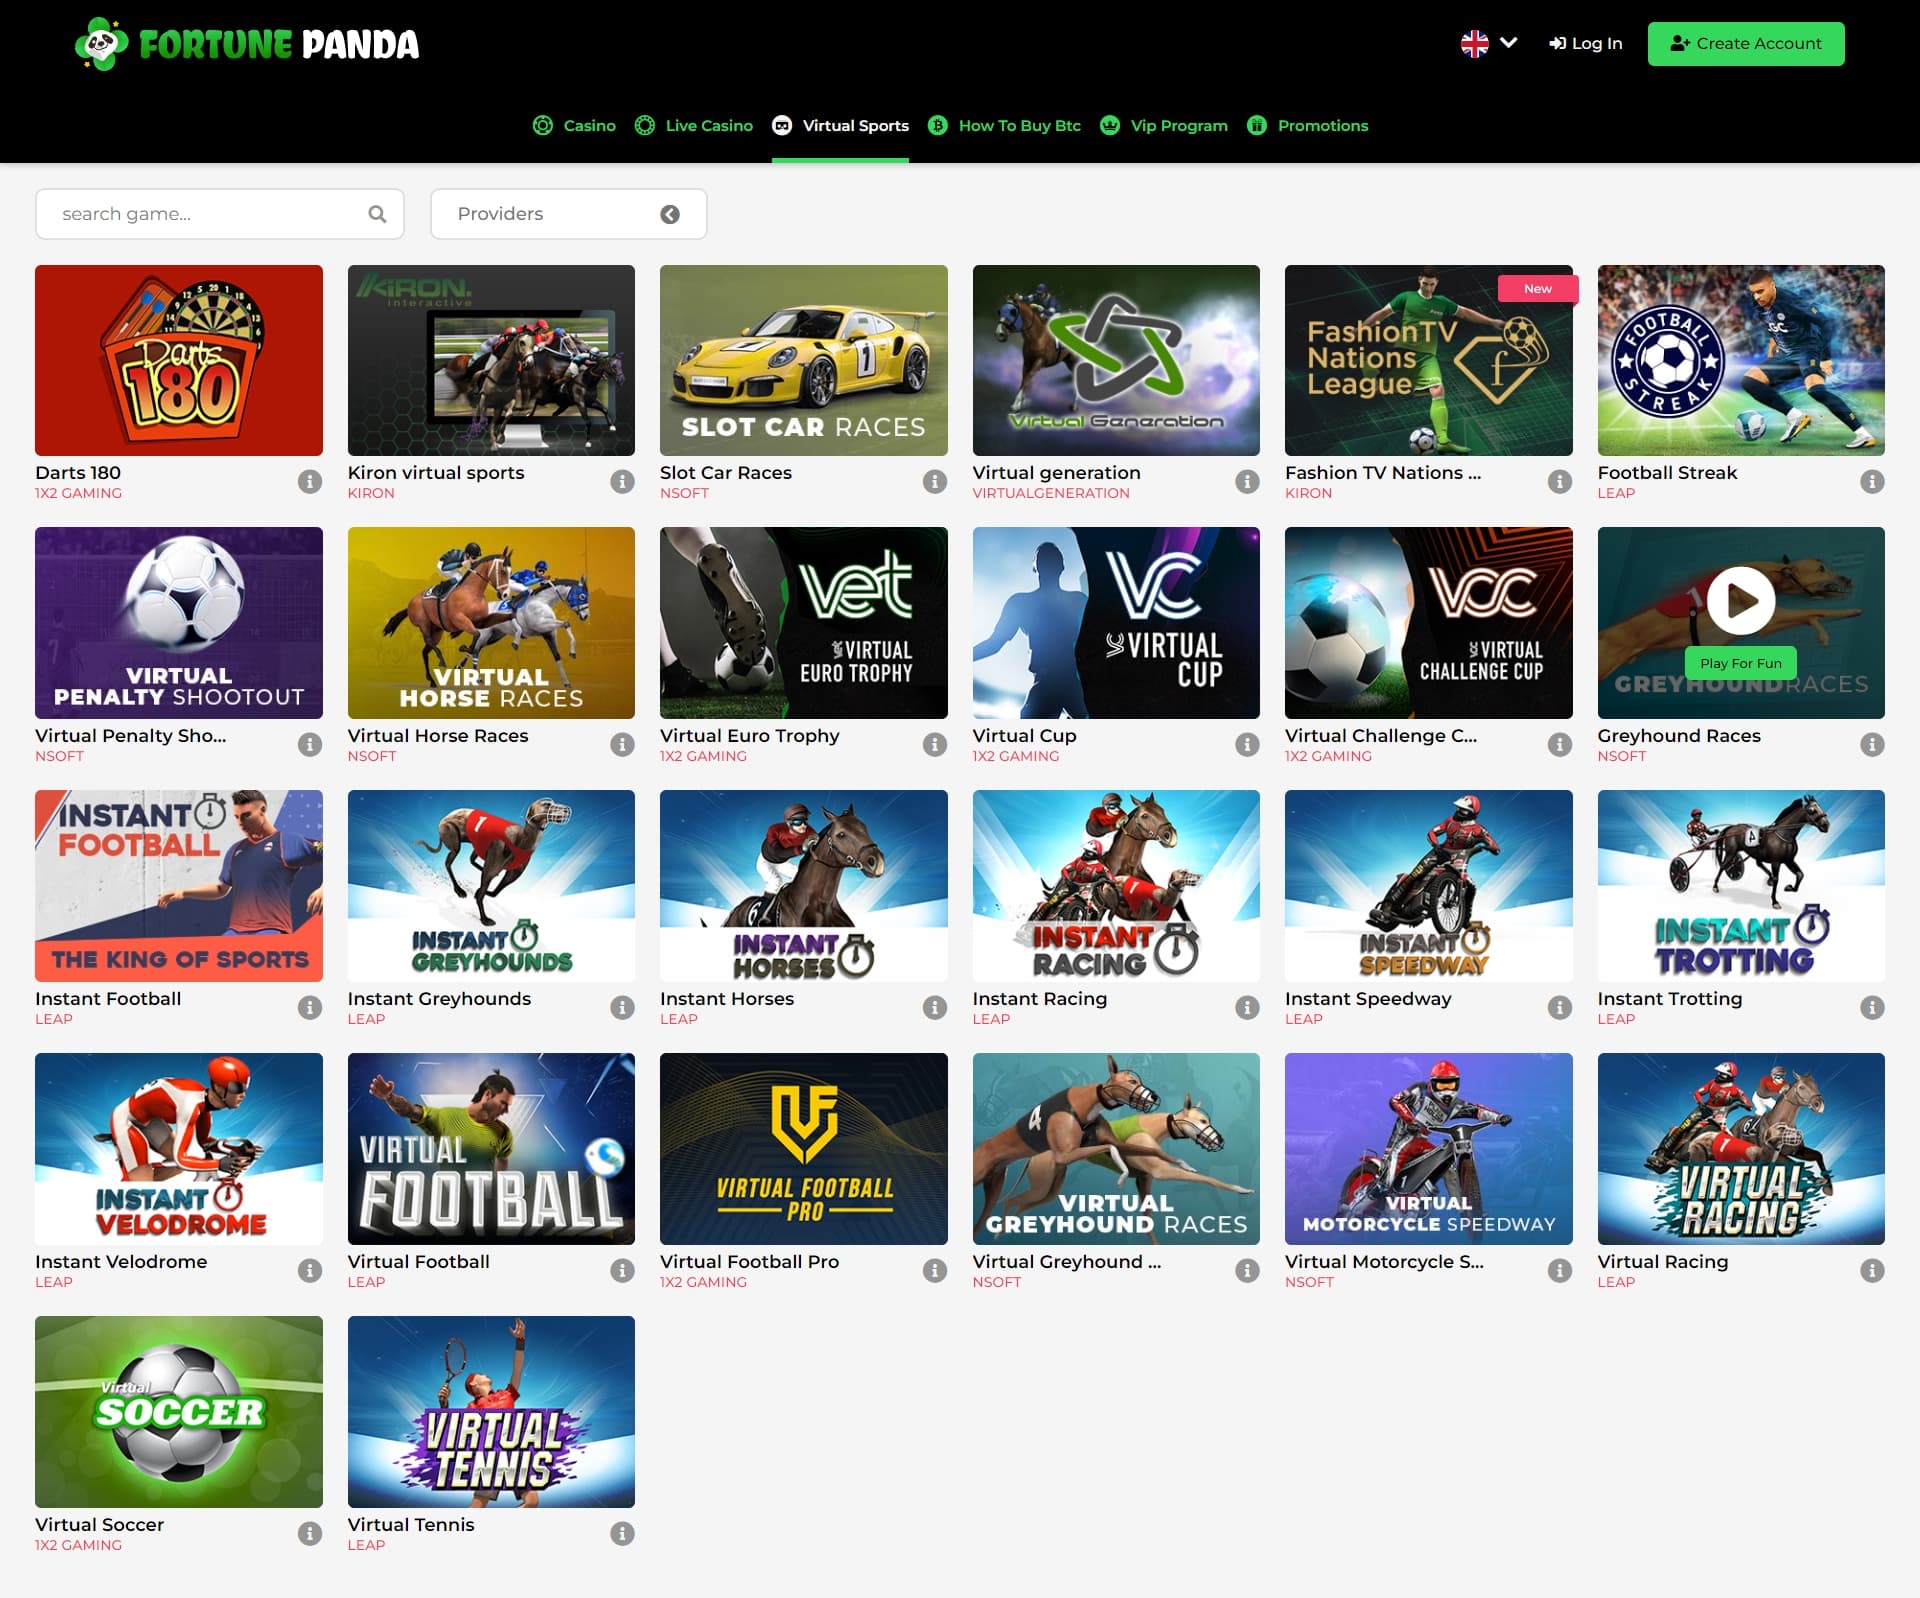 FORTUNE PANDA
Log In
Create Account
Casino
Live Casino
Virtual Sports
How To Buy Btc
Vip Program
Promotions
search game...
Providers
Darts
180
Darts 180
1X2 GAMING
KIRON.
interactive
Kiron virtual sports
KIRON
1
SLOT CAR RACES
Slot Car Races
NSOFT
Virtual Generation
Virtual generation
VIRTUALGENERATION
New
FashionTV
Nations
League
f
Fashion TV Nations ...
KIRON
FOOTBALL
STREAK
Football Streak
LEAP
VIRTUAL
PENALTY SHOOTOUT
Virtual Penalty Sho...
NSOFT
VIRTUAL
HORSE RACES
Virtual Horse Races
NSOFT
vet
VIRTUAL
EURO TROPHY
Virtual Euro Trophy
1X2 GAMING
VC
VIRTUAL
CUP
Virtual Cup
1X2 GAMING
VCC
VIRTUAL
CHALLENGE CUP
Virtual Challenge C...
1X2 GAMING
Play For Fun
GREYHOUND RACES
Greyhound Races
NSOFT
INSTANT
FOOTBALL
THE KING OF SPORTS
Instant Football
LEAP
1
INSTANT
GREYHOUNDS
Instant Greyhounds
LEAP
6
INSTANT
HORSES
Instant Horses
LEAP
INSTANT
RACING
Instant Racing
LEAP
INSTANT
SPEEDWAY
Instant Speedway
LEAP
4
INSTANT
TROTTING
Instant Trotting
LEAP
INSTANT
VELODROME
Instant Velodrome
LEAP
VIRTUAL
FOOTBALL
Virtual Football
LEAP
VF
VIRTUAL FOOTBALL
PRO
Virtual Football Pro
1X2 GAMING
4
VIRTUAL
GREYHOUND RACES
Virtual Greyhound ...
NSOFT
1
VIRTUAL
MOTORCYCLE SPEEDWAY
Virtual Motorcycle S...
NSOFT
VIRTUAL
RACING
Virtual Racing
LEAP
Virtual
SOCCER
Virtual Soccer
1X2 GAMING
VIRTUAL
TENNIS
Virtual Tennis
LEAP